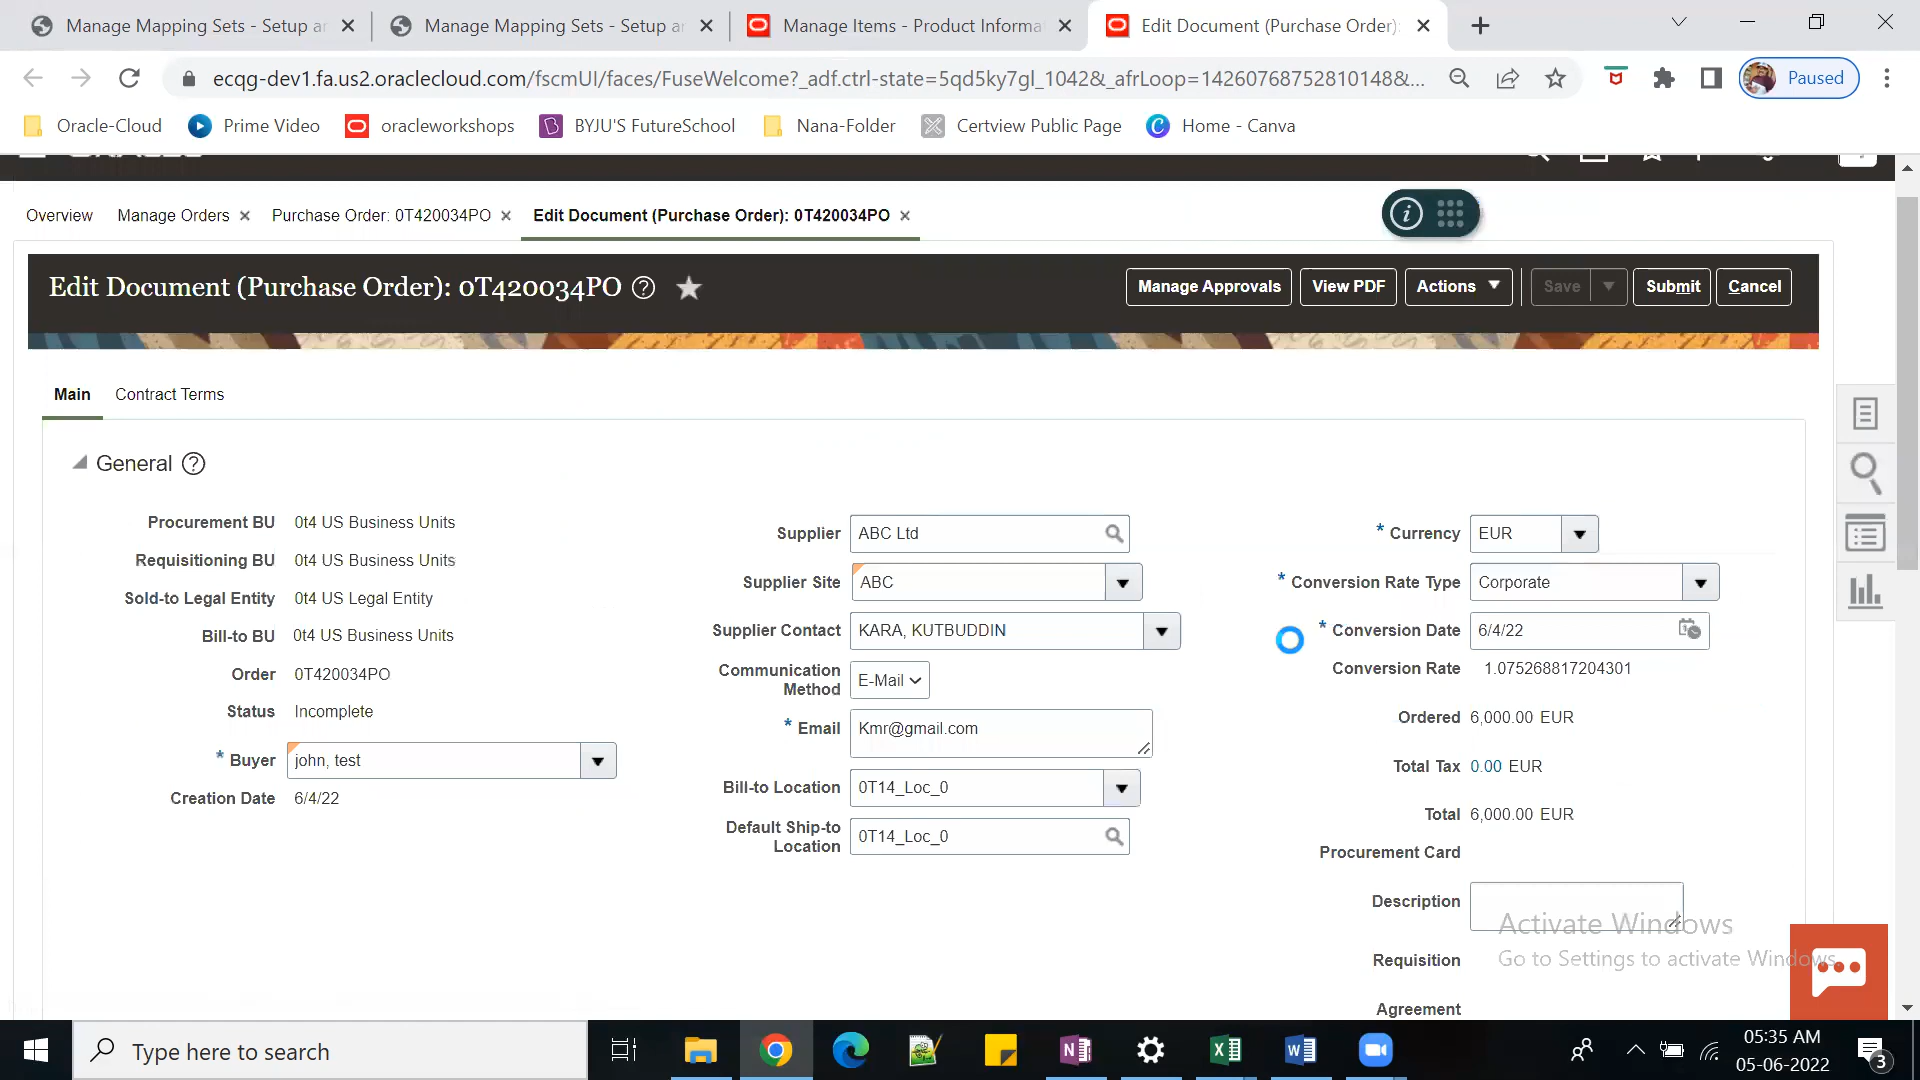 Manage Mapping Sets - Setup ar
Manage Mapping Sets - Setup ar
Manage Items - Product Informa
Edit Document (Purchase Order):
ecqg-dev1.fa.us2.oraclecloud.com/fscmUI/faces/FuseWelcome?_adf.ctrl-state=5qd5ky7gl_1042&_afrLoop=14260768752810148&...
Paused
Oracle-Cloud
Prime Video
oracleworkshops
BYJU'S FutureSchool
Nana-Folder
Certview Public Page
Home - Canva
Overview
Manage Orders
Purchase Order: 0T420034PO
Edit Document (Purchase Order): 0T420034PO
Edit Document (Purchase Order): 0T420034PO
Manage Approvals
View PDF
Actions
Save
Submit
Cancel
Main
Contract Terms
General
Procurement BU 0t4 US Business Units
Requisitioning BU 0t4 US Business Units
Sold-to Legal Entity 0t4 US Legal Entity
Bill-to BU 0t4 US Business Units
Order 0T420034PO
Status Incomplete
* Buyer john, test
Creation Date 6/4/22
Supplier ABC Ltd
Supplier Site ABC
Supplier Contact KARA, KUTBUDDIN
Communication
Method E-Mail
* Email Kmr@gmail.com
Bill-to Location 0T14_Loc_0
Default Ship-to
Location 0T14_Loc_0
* Currency EUR
* Conversion Rate Type Corporate
* Conversion Date 6/4/22
Conversion Rate 1.075268817204301
Ordered 6,000.00 EUR
Total Tax 0.00 EUR
Total 6,000.00 EUR
Procurement Card
Description
Requisition
Agreement
Activate Windows
Go to Settings to activate Windows.
Type here to search
05:35 AM
05-06-2022
3